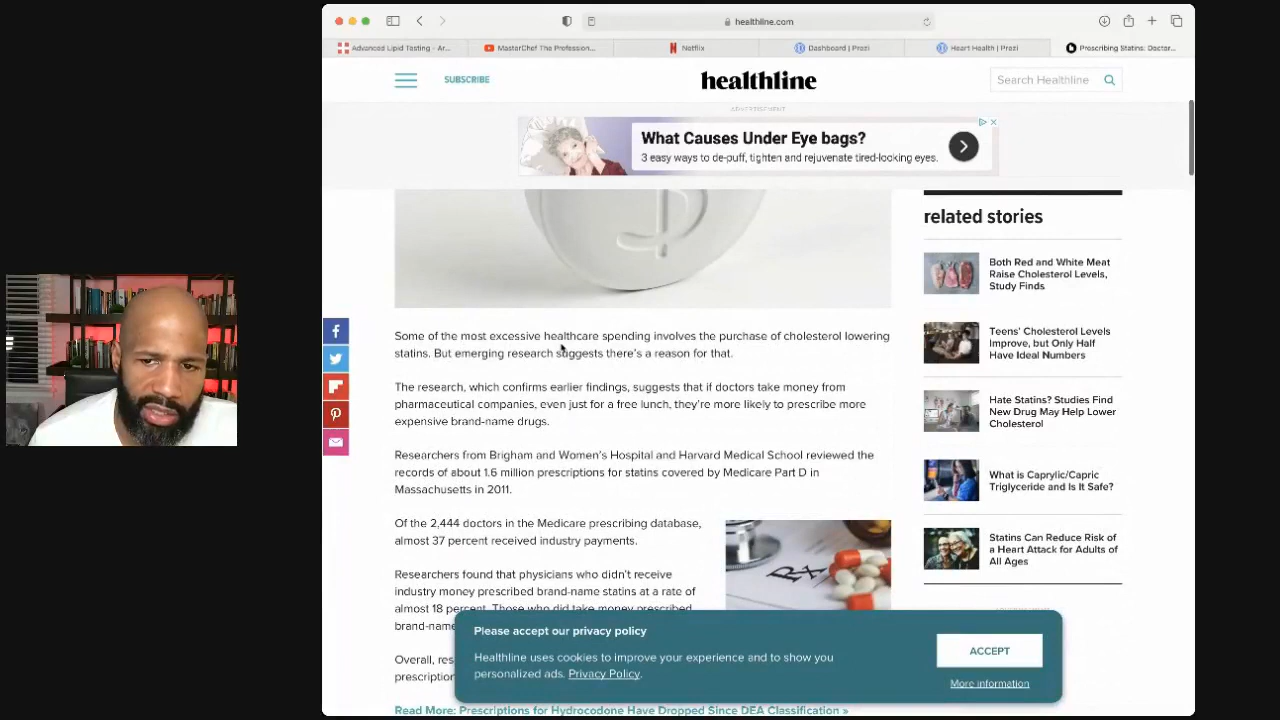 healthline.com
Advanced Lipid Testing - Ar...
MasterChef The Profession...
Netflix
Dashboard | Prezi
Heart Health | Prezi
Prescribing Statins: Doctor...
SUBSCRIBE
healthline
Search Healthline
ADVERTISEMENT
What Causes Under Eye bags?
3 easy ways to de-puff, tighten and rejuvenate tired-looking eyes.
Some of the most excessive healthcare spending involves the purchase of cholesterol lowering
statins. But emerging research suggests there's a reason for that.
The research, which confirms earlier findings, suggests that if doctors take money from
pharmaceutical companies, even just for a free lunch, they're more likely to prescribe more
expensive brand-name drugs.
Researchers from Brigham and Women's Hospital and Harvard Medical School reviewed the
records of about 1.6 million prescriptions for statins covered by Medicare Part D in
Massachusetts in 2011.
Of the 2,444 doctors in the Medicare prescribing database,
almost 37 percent received industry payments.
Researchers found that physicians who didn't receive
industry money prescribed brand-name statins at a rate of
almost 18 percent. Those who did take money prescribed
brand-name
Overall, res
prescription
Read More: Prescriptions for Hydrocodone Have Dropped Since DEA Classification »
Rx
related stories
Both Red and White Meat
Raise Cholesterol Levels,
Study Finds
Teens' Cholesterol Levels
Improve, but Only Half
Have Ideal Numbers
Hate Statins? Studies Find
New Drug May Help Lower
Cholesterol
What is Caprylic/Capric
Triglyceride and Is It Safe?
Statins Can Reduce Risk of
a Heart Attack for Adults of
All Ages
Please accept our privacy policy
Healthline uses cookies to improve your experience and to show you
personalized ads. Privacy Policy.
ACCEPT
More information